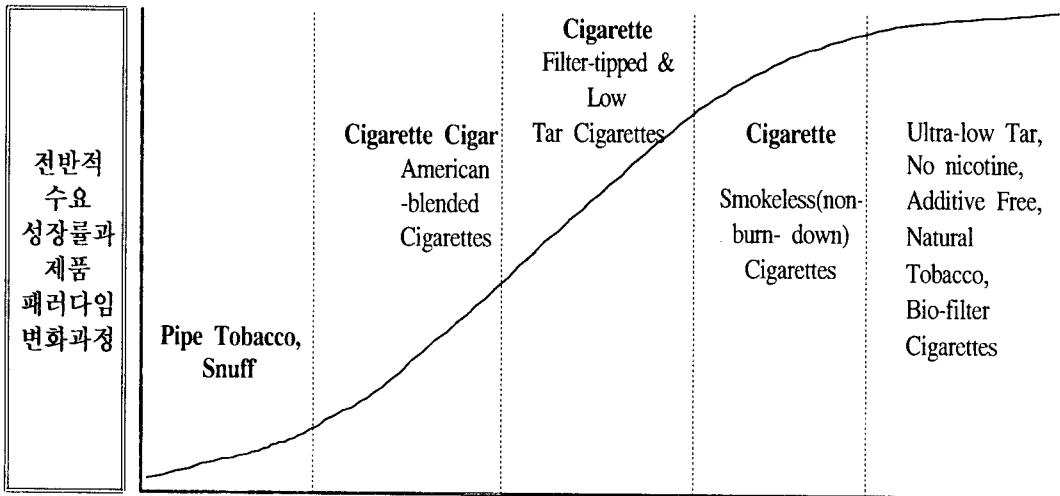 전반적
수요
성장률과
제품
패러다임
변화과정
Pipe Tobacco,
Snuff
Cigarette Cigar
American
-blended
Cigarettes
Cigarette
Filter-tipped &
Low
Tar Cigarettes
Cigarette
Smokeless(non-
burn- down)
Cigarettes
Ultra-low Tar,
No nicotine,
Additive Free,
Natural
Tobacco,
Bio-filter
Cigarettes